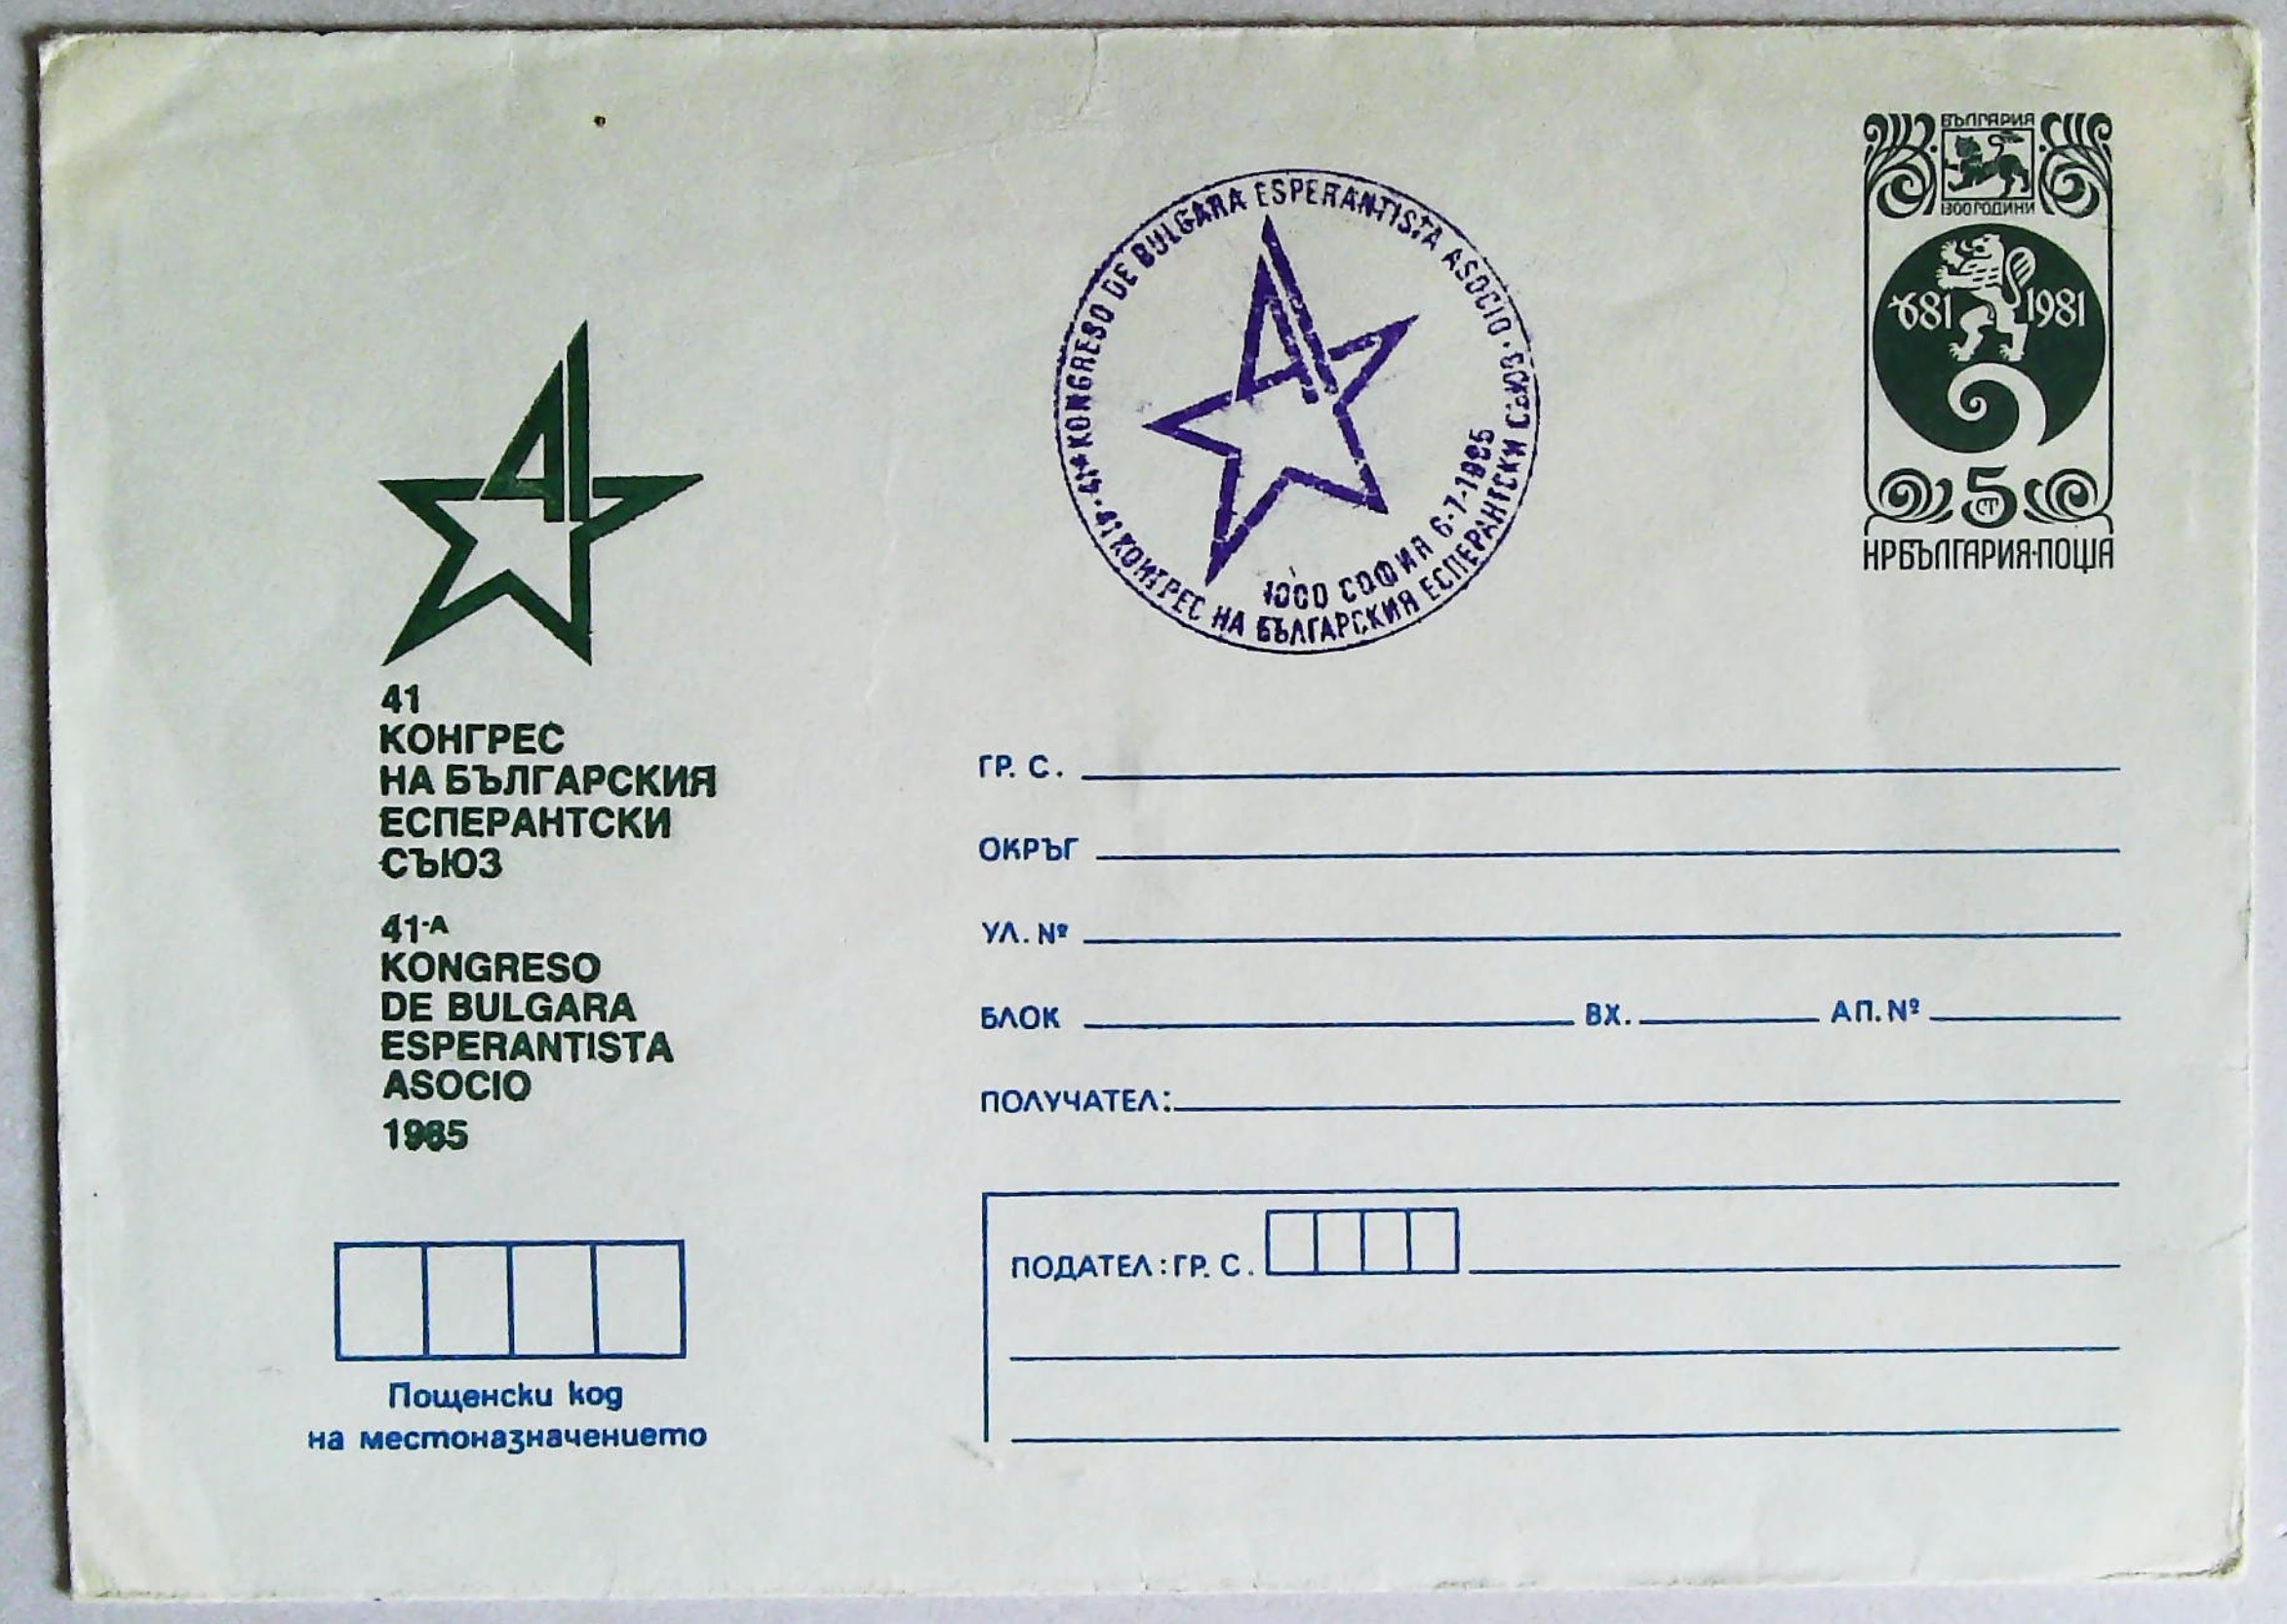 БЪЛГАРИЯ
1300 ГОДИНИ
681 1981
5
СТ
НРБЪЛГАРИЯ·ПОЩА
41ᵃ KONGRESO DE BULGARA ESPERANTISTA ASOCIO ·
41 КОНГРЕС НА БЪЛГАРСКИЯ ЕСПЕРАНТСКИ СЪЮЗ ·
1000 СОФИЯ 6-7-1985
41
41
КОНГРЕС
НА БЪЛГАРСКИЯ
ЕСПЕРАНТСКИ
СЪЮЗ
41-A
KONGRESO
DE BULGARA
ESPERANTISTA
ASOCIO
1985
Пощенски код
на местоназначението
ГР. С.
ОКРЪГ
УЛ. №
БЛОК ВХ. АП. №
ПОЛУЧАТЕЛ:
ПОДАТЕЛ: ГР. С.